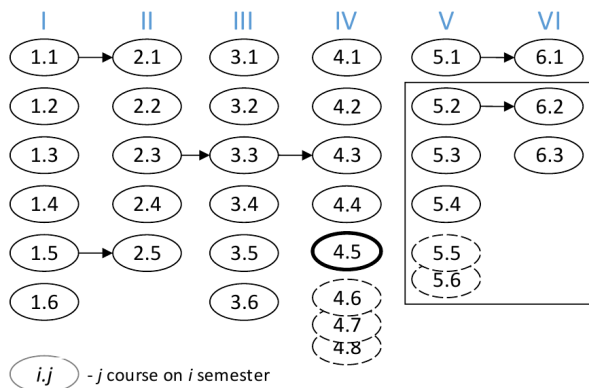 I II III IV V VI
1.1 2.1 3.1 4.1 5.1 6.1
1.2 2.2 3.2 4.2 5.2 6.2
1.3 2.3 3.3 4.3 5.3 6.3
1.4 2.4 3.4 4.4 5.4
1.5 2.5 3.5 4.5 5.5
1.6 3.6 4.6 5.6
4.7
4.8
i.j - j course on i semester